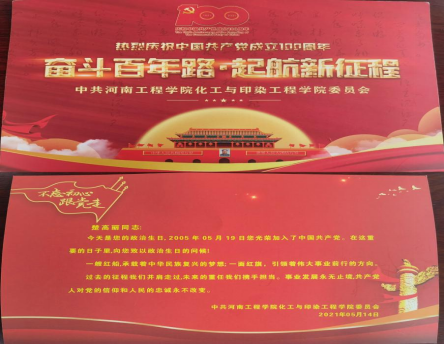 100
热烈庆祝中国共产党成立100周年
奋斗百年路·起航新征程
中共河南工程学院化工与印染工程学院委员会
不忘初心
跟党走
楚高丽同志:
今天是您的政治生日,2005年05月19日您光荣加入了中国共产党。在这重
要的日子里,向您致以政治生日的问候!
一艘红船,承载着中华民族复兴的梦想;一面红旗,引领着伟大事业前行的方向。
过去的征程我们并肩走过,未来的责任我们携手担当。事业发展永无止境,共产党
人对党的信仰和人民的忠诚永不改变。
中共河南工程学院化工与印染工程学院委员会
2021年05月14日